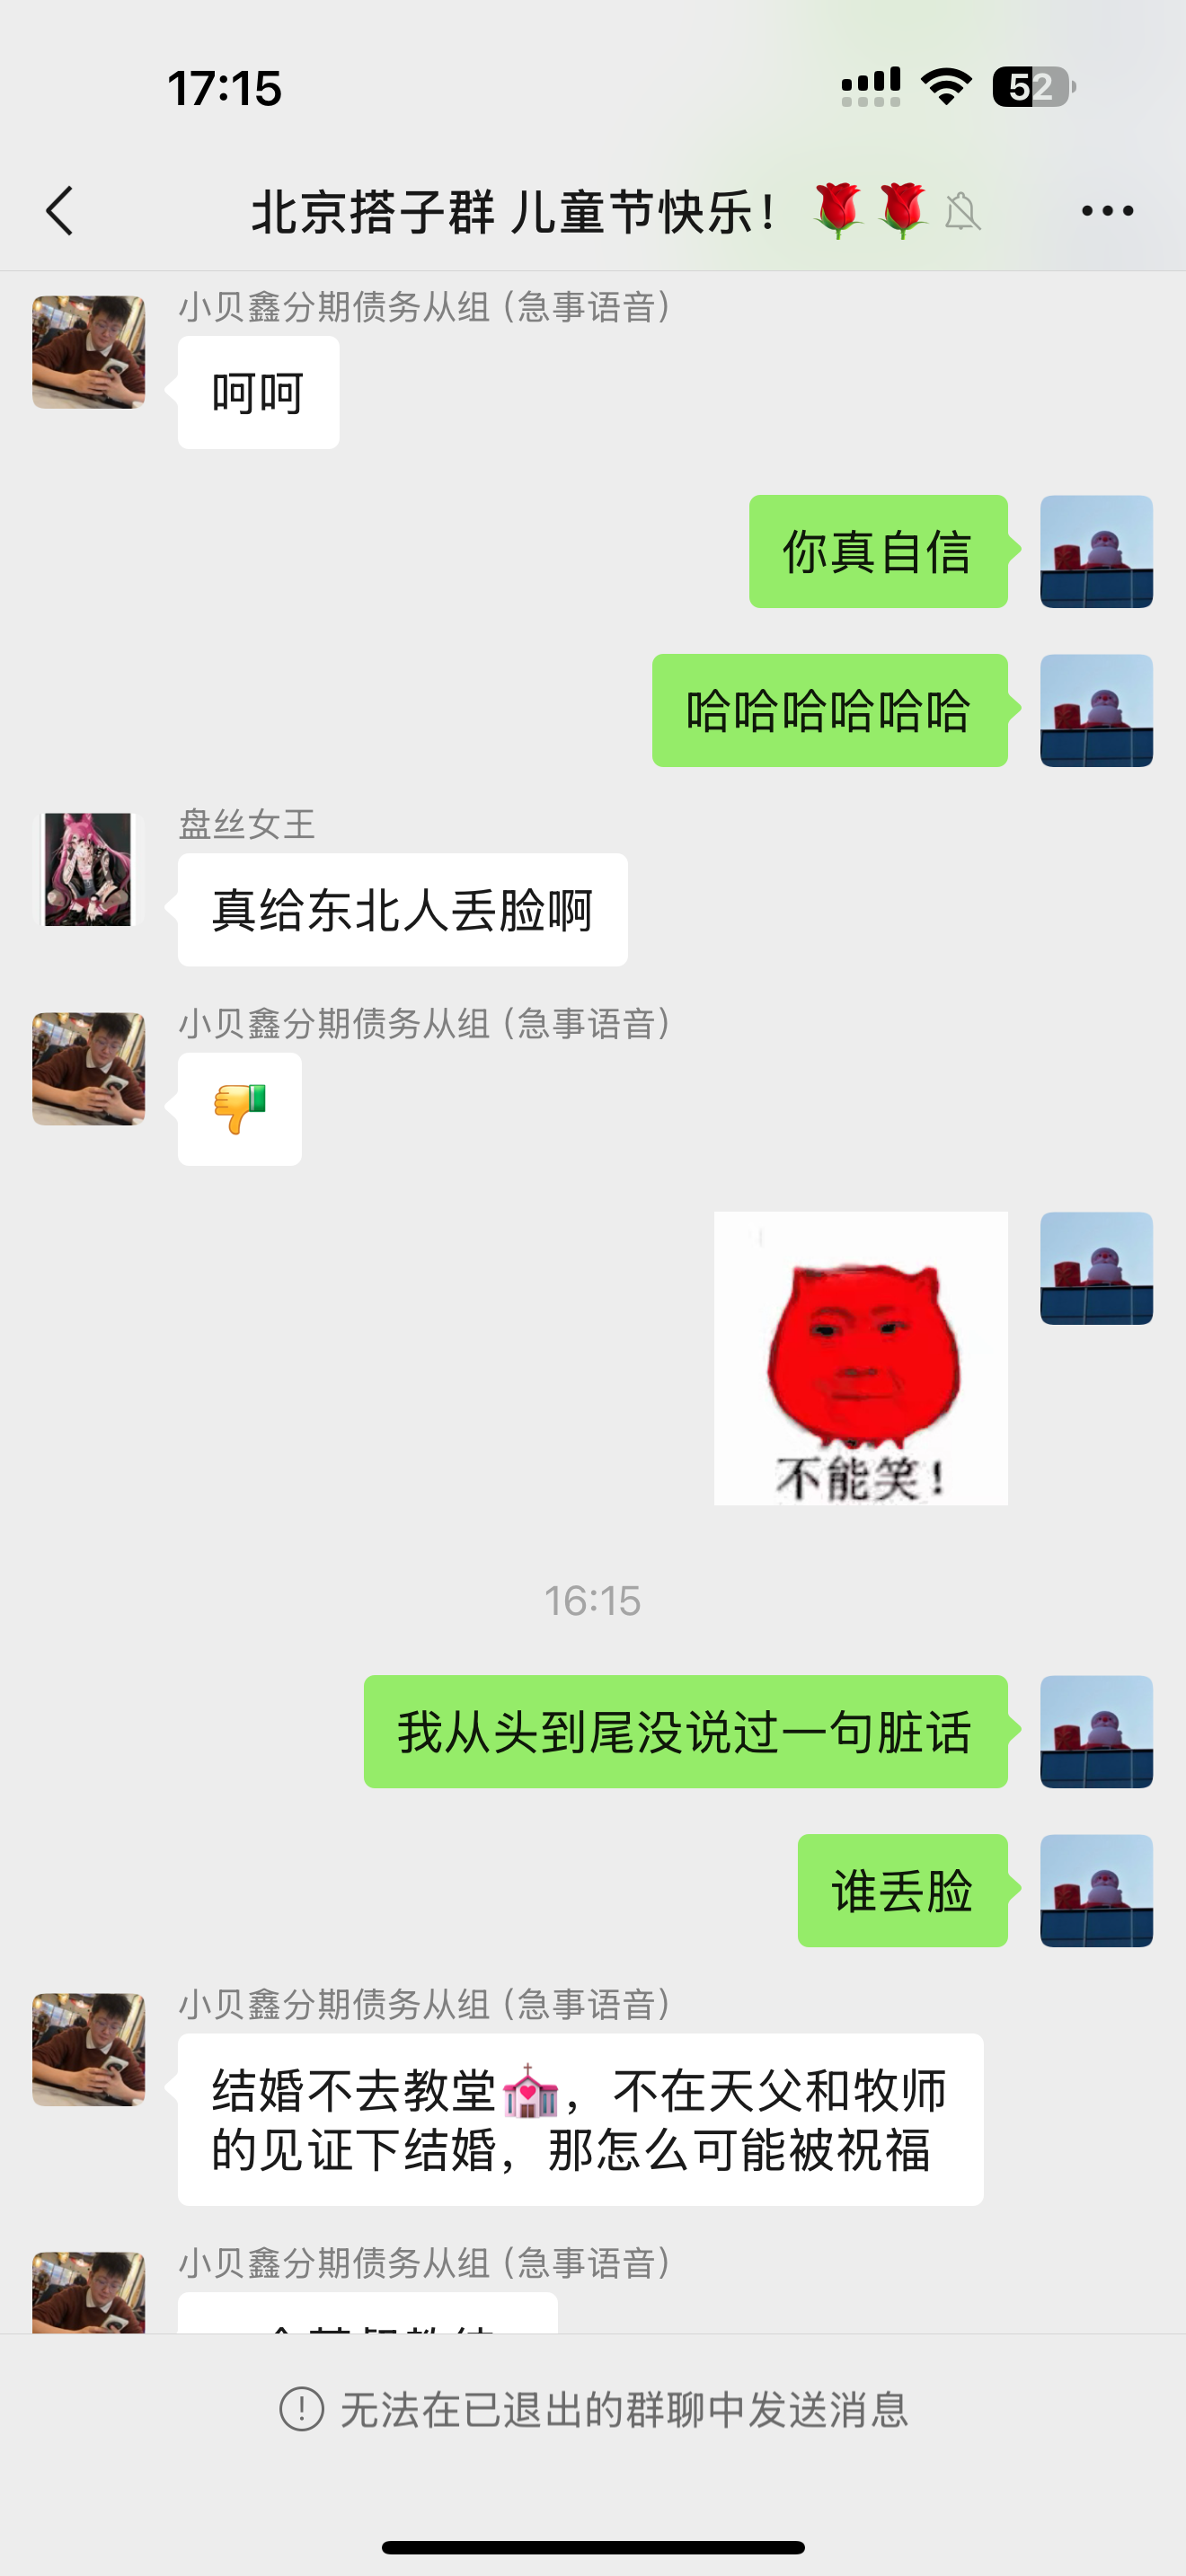 17:15
52
北京搭子群 儿童节快乐！🌹🌹
小贝鑫分期债务从组（急事语音）
呵呵
你真自信
哈哈哈哈哈哈
盘丝女王
真给东北人丢脸啊
小贝鑫分期债务从组（急事语音）
👎
不能笑！
16:15
我从头到尾没说过一句脏话
谁丢脸
小贝鑫分期债务从组（急事语音）
结婚不去教堂💒，不在天父和牧师
的见证下结婚，那怎么可能被祝福
小贝鑫分期债务从组（急事语音）
无法在已退出的群聊中发送消息